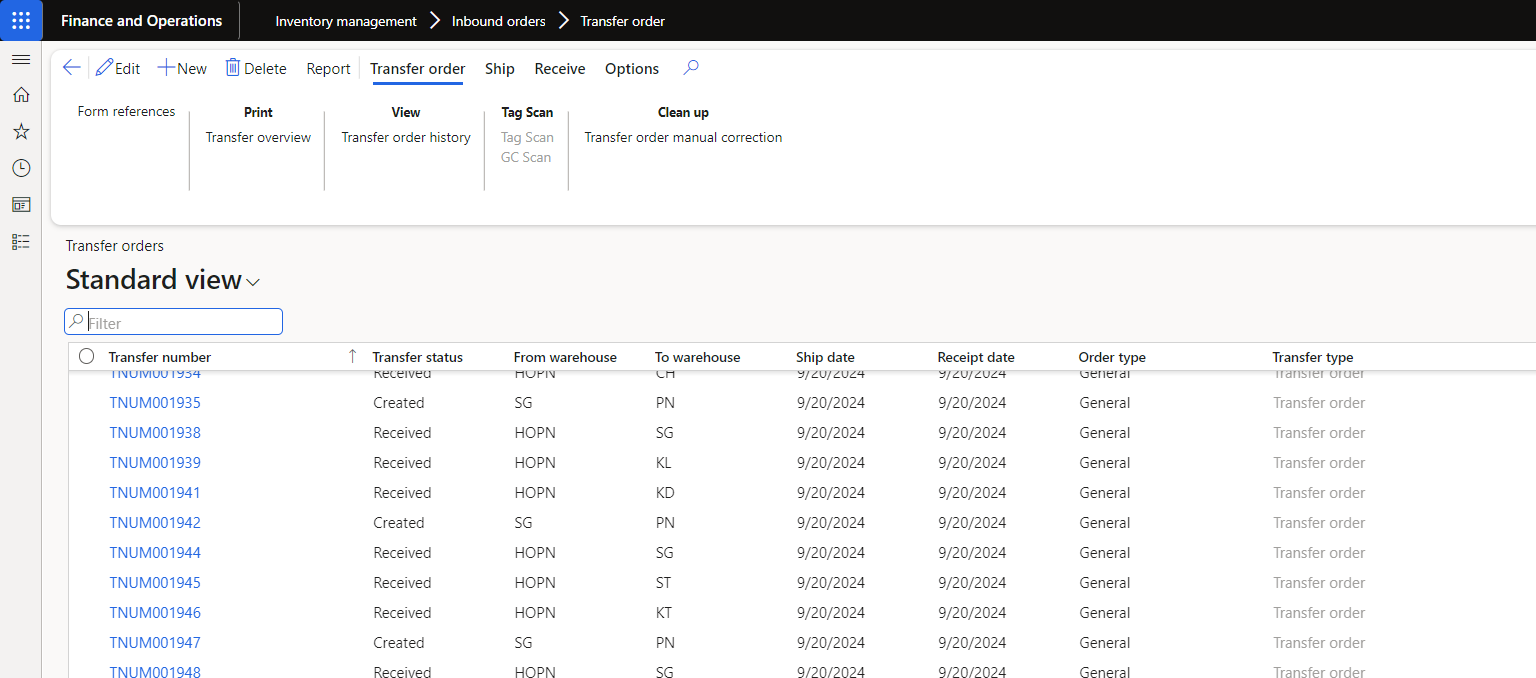 Finance and Operations Inventory management Inbound orders Transfer order
Edit New Delete Report Transfer order Ship Receive Options
Form references Print View Tag Scan Clean up
Transfer overview Transfer order history Tag Scan Transfer order manual correction
GC Scan
Transfer orders
Standard view
Filter
Transfer number Transfer status From warehouse To warehouse Ship date Receipt date Order type Transfer type
TNUM001934 Received HOPN CH 9/20/2024 9/20/2024 General Transfer order
TNUM001935 Created SG PN 9/20/2024 9/20/2024 General Transfer order
TNUM001938 Received HOPN SG 9/20/2024 9/20/2024 General Transfer order
TNUM001939 Received HOPN KL 9/20/2024 9/20/2024 General Transfer order
TNUM001941 Received HOPN KD 9/20/2024 9/20/2024 General Transfer order
TNUM001942 Created SG PN 9/20/2024 9/20/2024 General Transfer order
TNUM001944 Received HOPN SG 9/20/2024 9/20/2024 General Transfer order
TNUM001945 Received HOPN ST 9/20/2024 9/20/2024 General Transfer order
TNUM001946 Received HOPN KT 9/20/2024 9/20/2024 General Transfer order
TNUM001947 Created SG PN 9/20/2024 9/20/2024 General Transfer order
TNUM001948 Received HOPN SG 9/20/2024 9/20/2024 General Transfer order